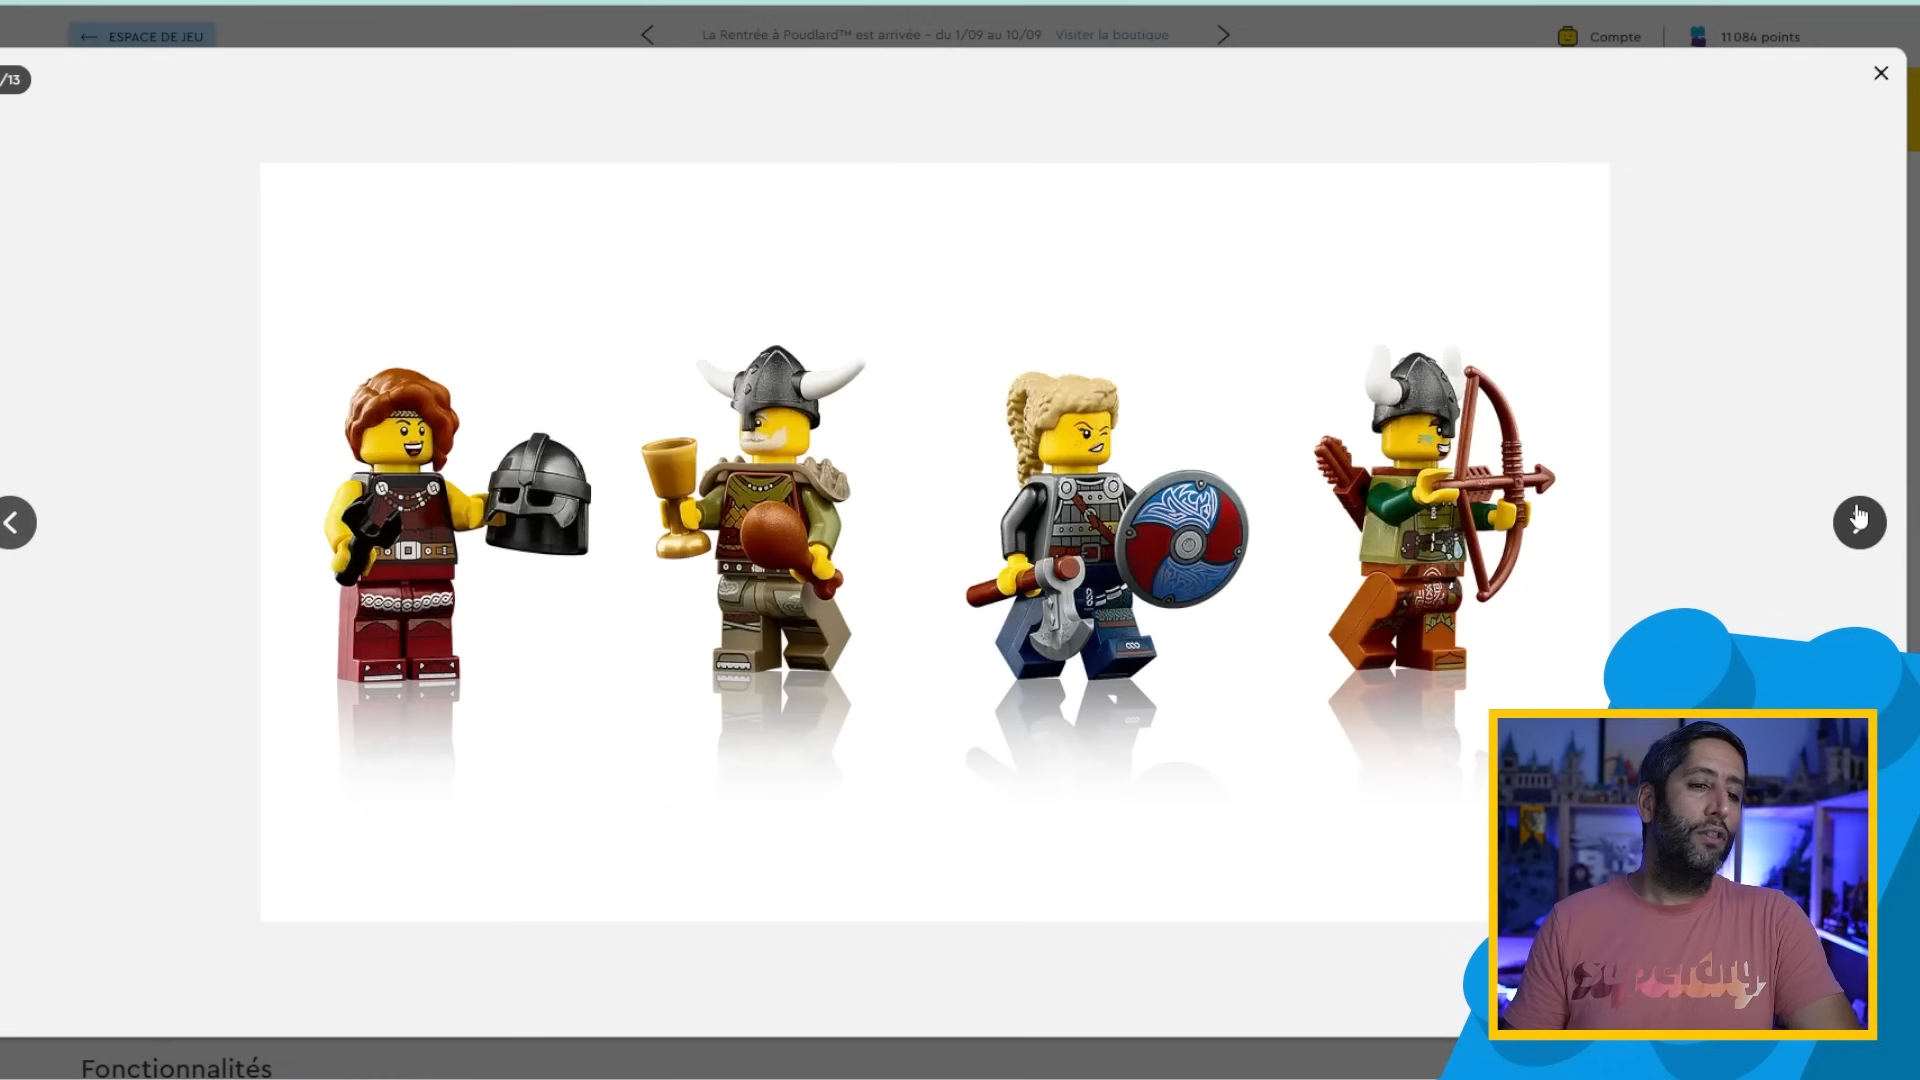 ESPACE DE JEU
La Rentrée à Poudlard™ est arrivée - du 1/09 au 10/09 Visiter la boutique
Compte
11 084 points
/13
superdry.
Fonctionnalités